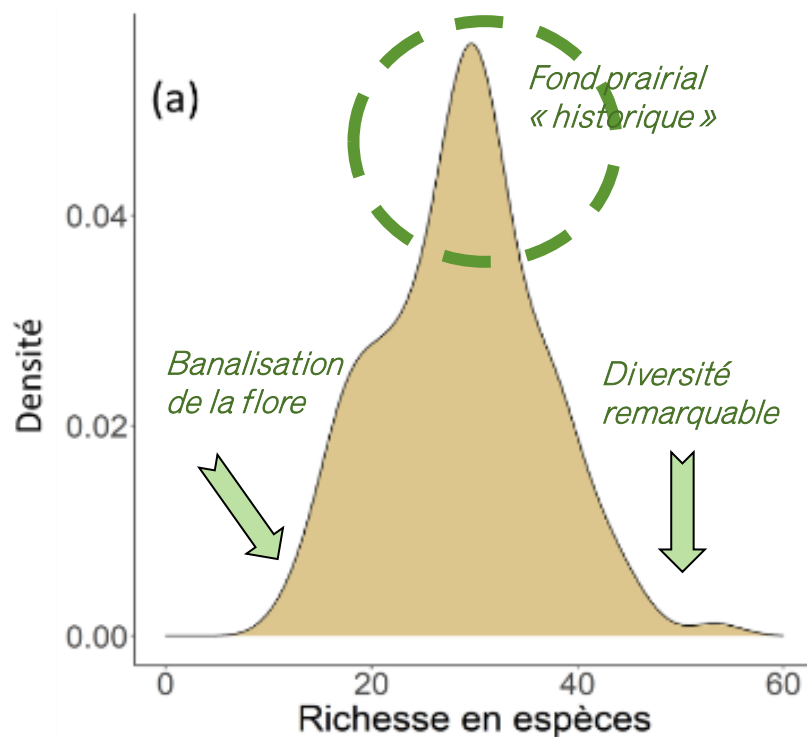 (a)
Fond prairial
« historique »
0.04
Densité
Banalisation
de la flore
Diversité
remarquable
0.02
0.00
0
20
40
60
Richesse en espèces